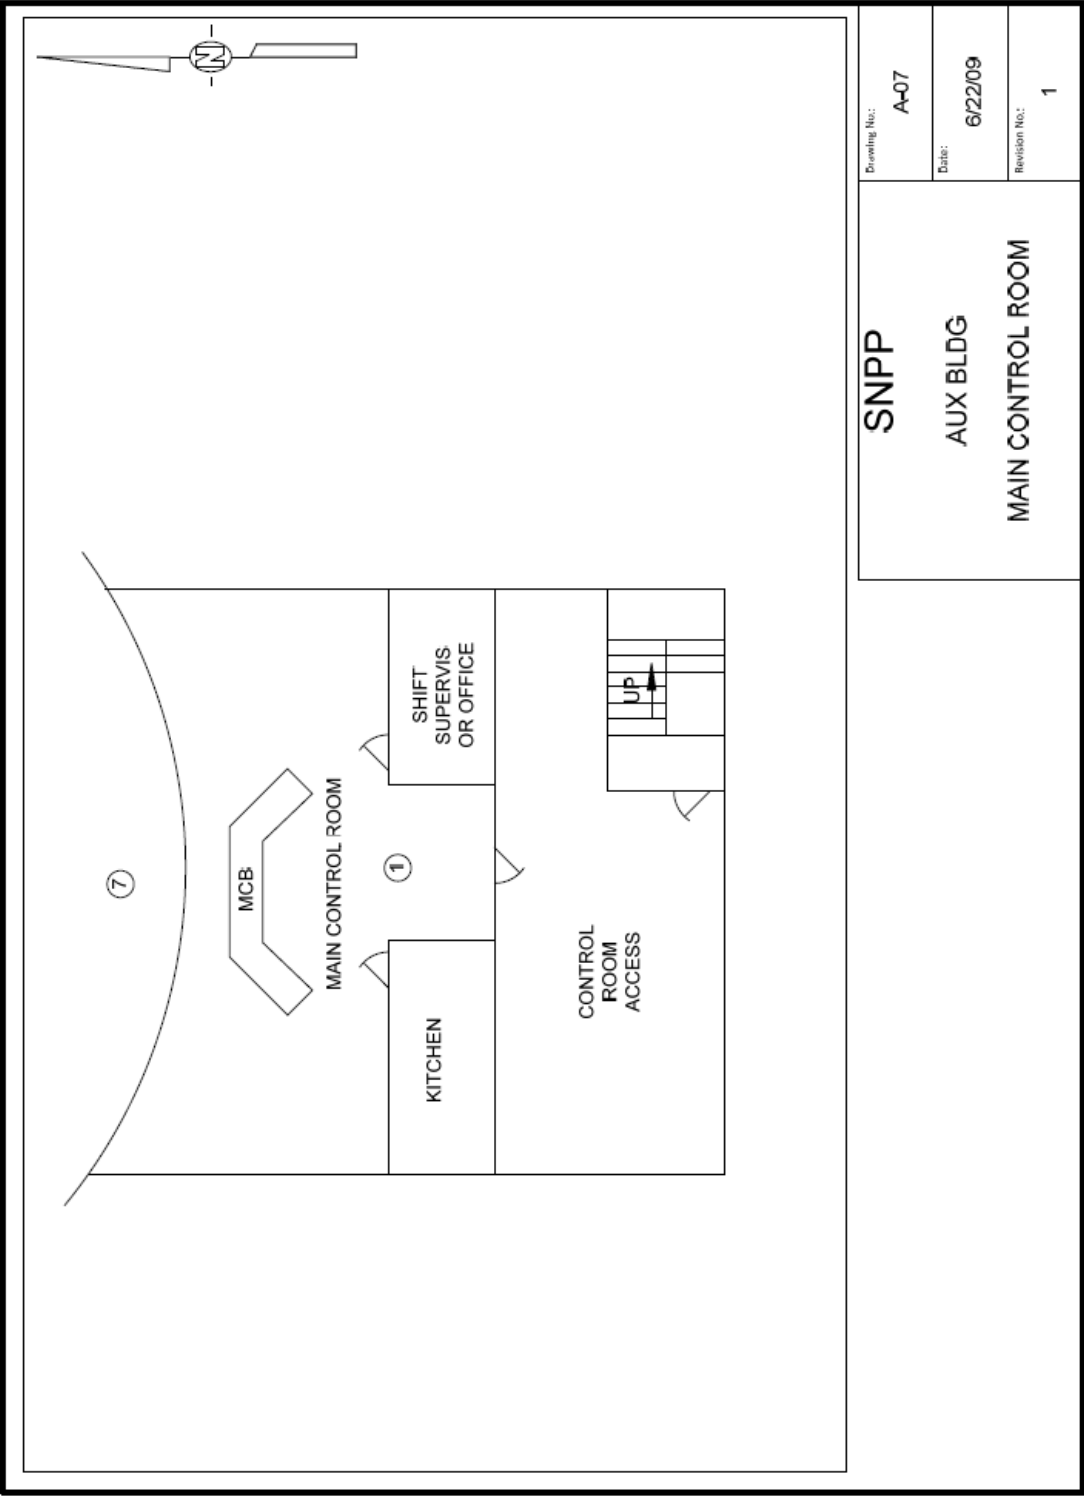 N
7
MCB
MAIN CONTROL ROOM
1
SHIFT
SUPERVIS
OR OFFICE
KITCHEN
CONTROL
ROOM
ACCESS
UP
SNPP
AUX BLDG
MAIN CONTROL ROOM
Drawing No.:
A-07
Date:
6/22/09
Revision No.:
1